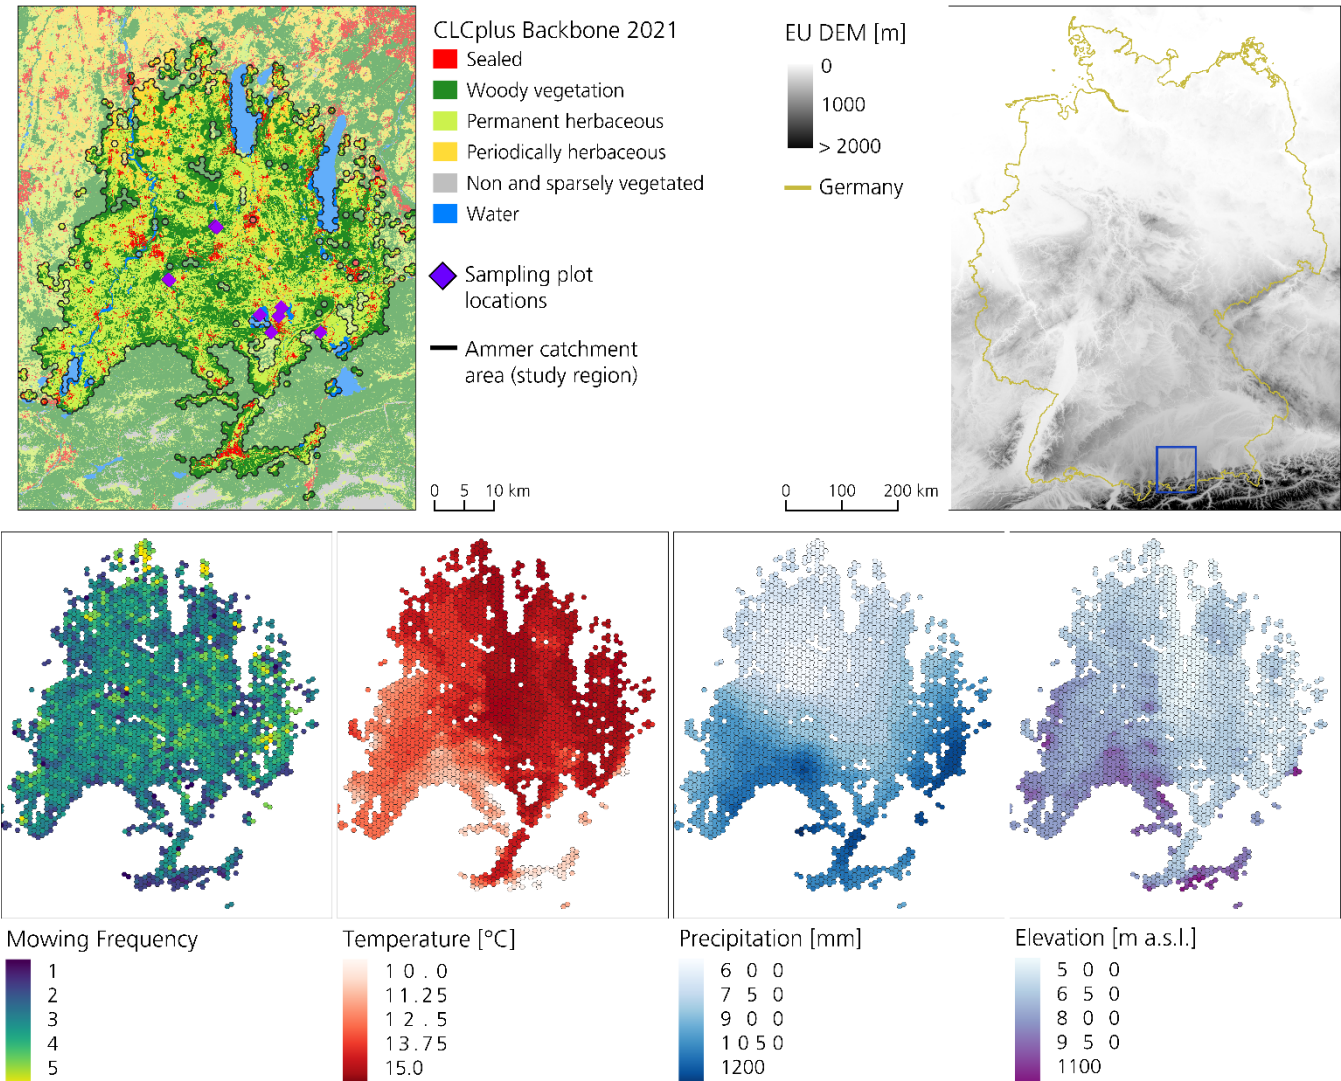 CLCplus Backbone 2021
Sealed
Woody vegetation
Permanent herbaceous
Periodically herbaceous
Non and sparsely vegetated
Water
Sampling plot
locations
Ammer catchment
area (study region)
0 5 10 km
EU DEM [m]
0
1000
> 2000
Germany
0 100 200 km
Mowing Frequency
1
2
3
4
5
Temperature [°C]
10.0
11.25
12.5
13.75
15.0
Precipitation [mm]
600
750
900
1050
1200
Elevation [m a.s.l.]
500
650
800
950
1100